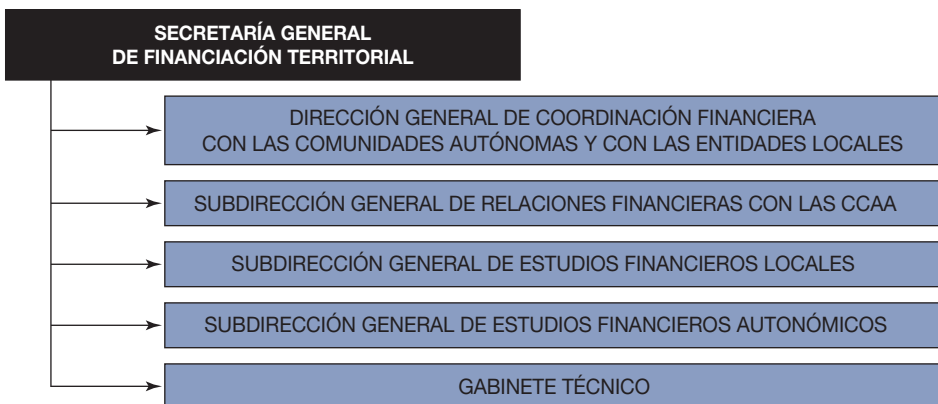 SECRETARÍA GENERAL
DE FINANCIACIÓN TERRITORIAL
DIRECCIÓN GENERAL DE COORDINACIÓN FINANCIERA
CON LAS COMUNIDADES AUTÓNOMAS Y CON LAS ENTIDADES LOCALES
SUBDIRECCIÓN GENERAL DE RELACIONES FINANCIERAS CON LAS CCAA
SUBDIRECCIÓN GENERAL DE ESTUDIOS FINANCIEROS LOCALES
SUBDIRECCIÓN GENERAL DE ESTUDIOS FINANCIEROS AUTONÓMICOS
GABINETE TÉCNICO